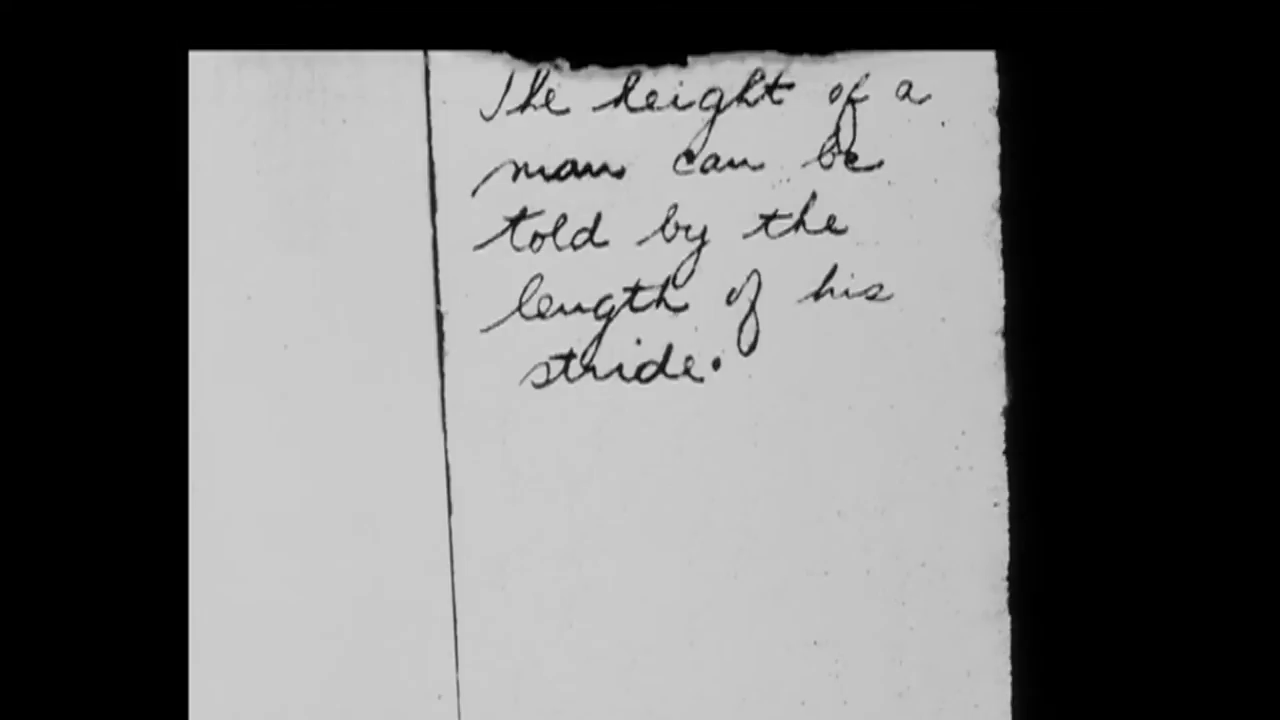 The height of a
man can be
told by the
length of his
stride.